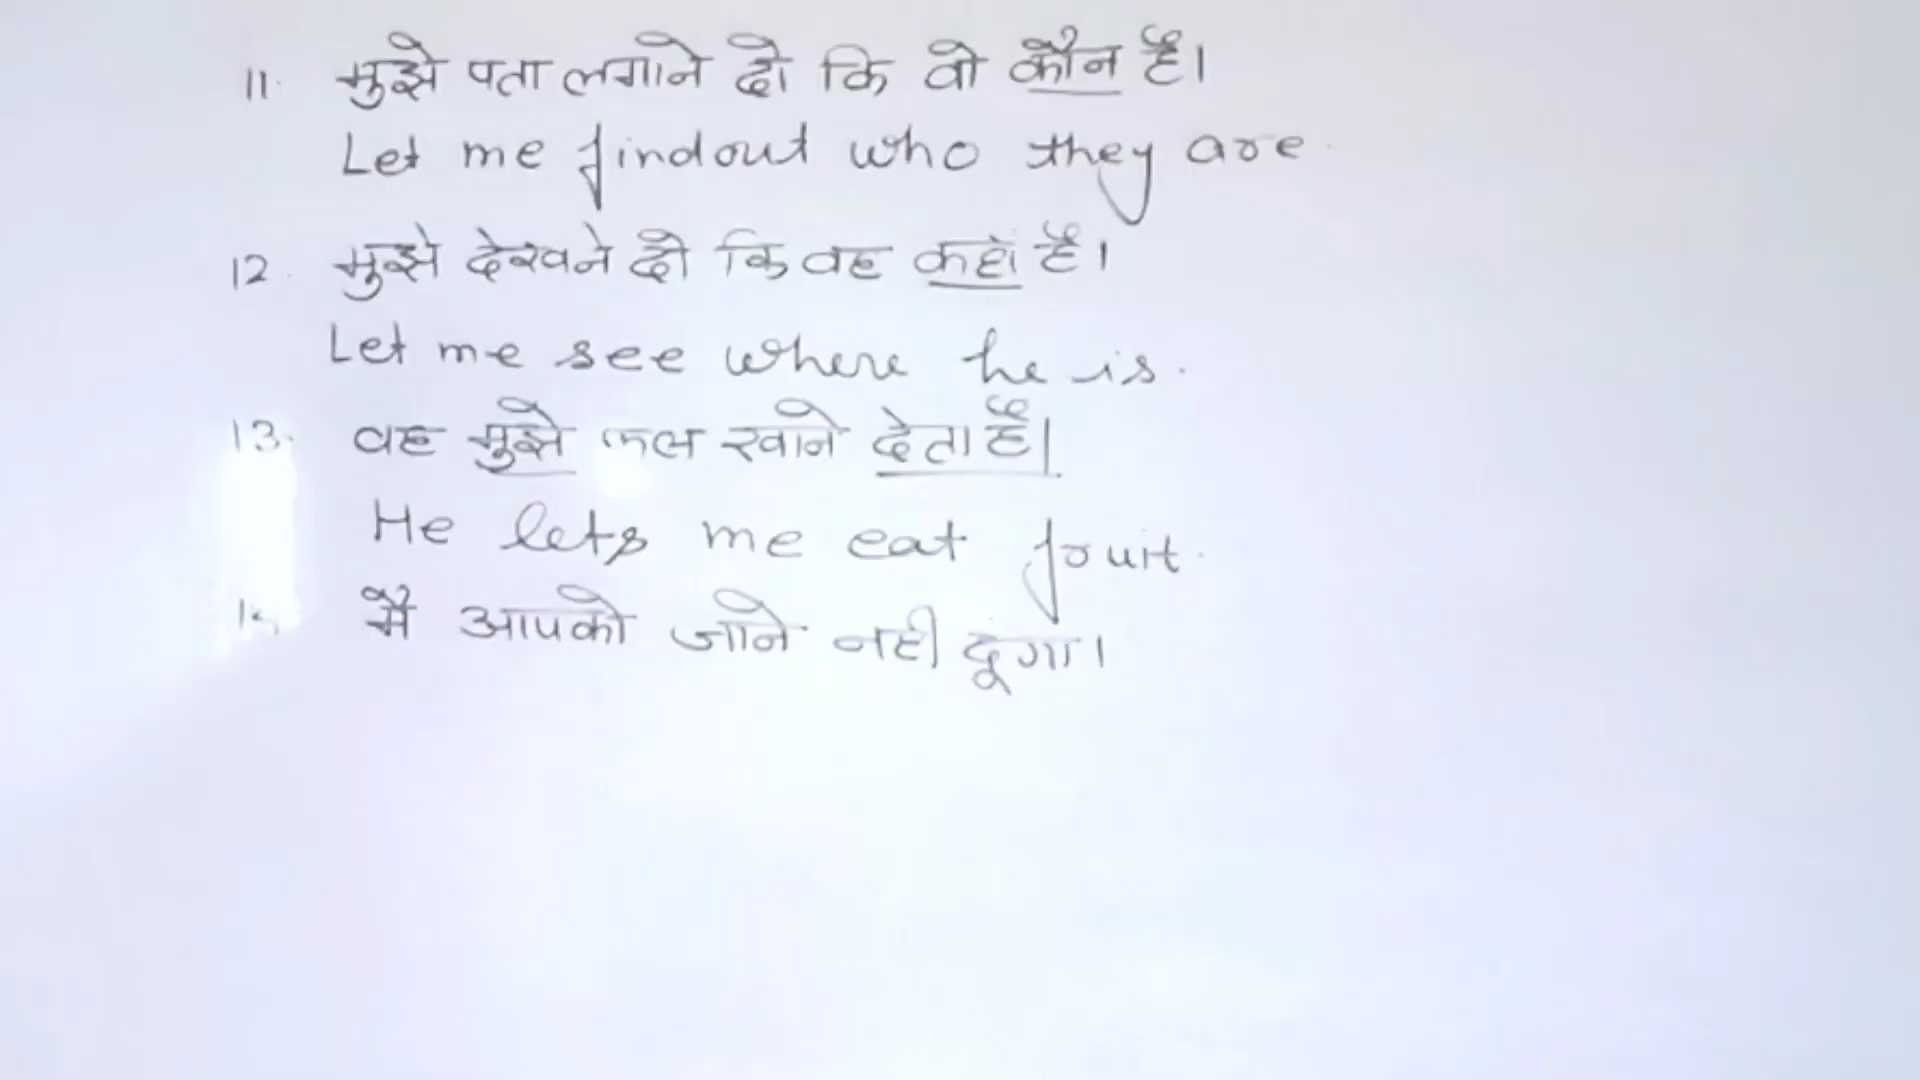 11. मुझे पता लगाने दो कि वो कौन है।
Let me findout who they are
12. मुझे देखने दो कि वह कहां है।
Let me see where he is.
13. वह मुझे फल खाने देता है।
He lets me eat fruit.
मै आपको जाने नही दूंगा।